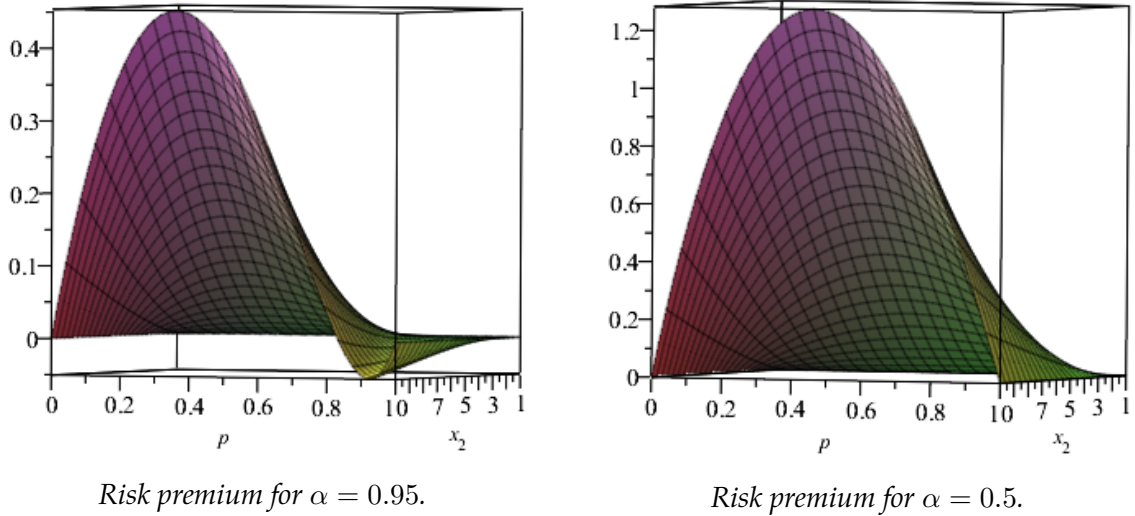 0.4
0.3
0.2
0.1
0
0 0.2 0.4 0.6 0.8 10 7 5 3 1
p x₂
Risk premium for α = 0.95.
1.2
1
0.8
0.6
0.4
0.2
0
0 0.2 0.4 0.6 0.8 10 7 5 3 1
p x₂
Risk premium for α = 0.5.